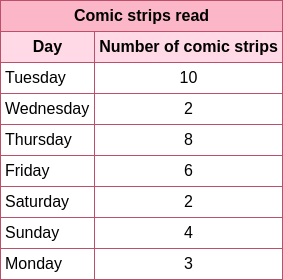 Comic strips read
Day Number of comic strips
Tuesday 10
Wednesday 2
Thursday 8
Friday 6
Saturday 2
Sunday 4
Monday 3